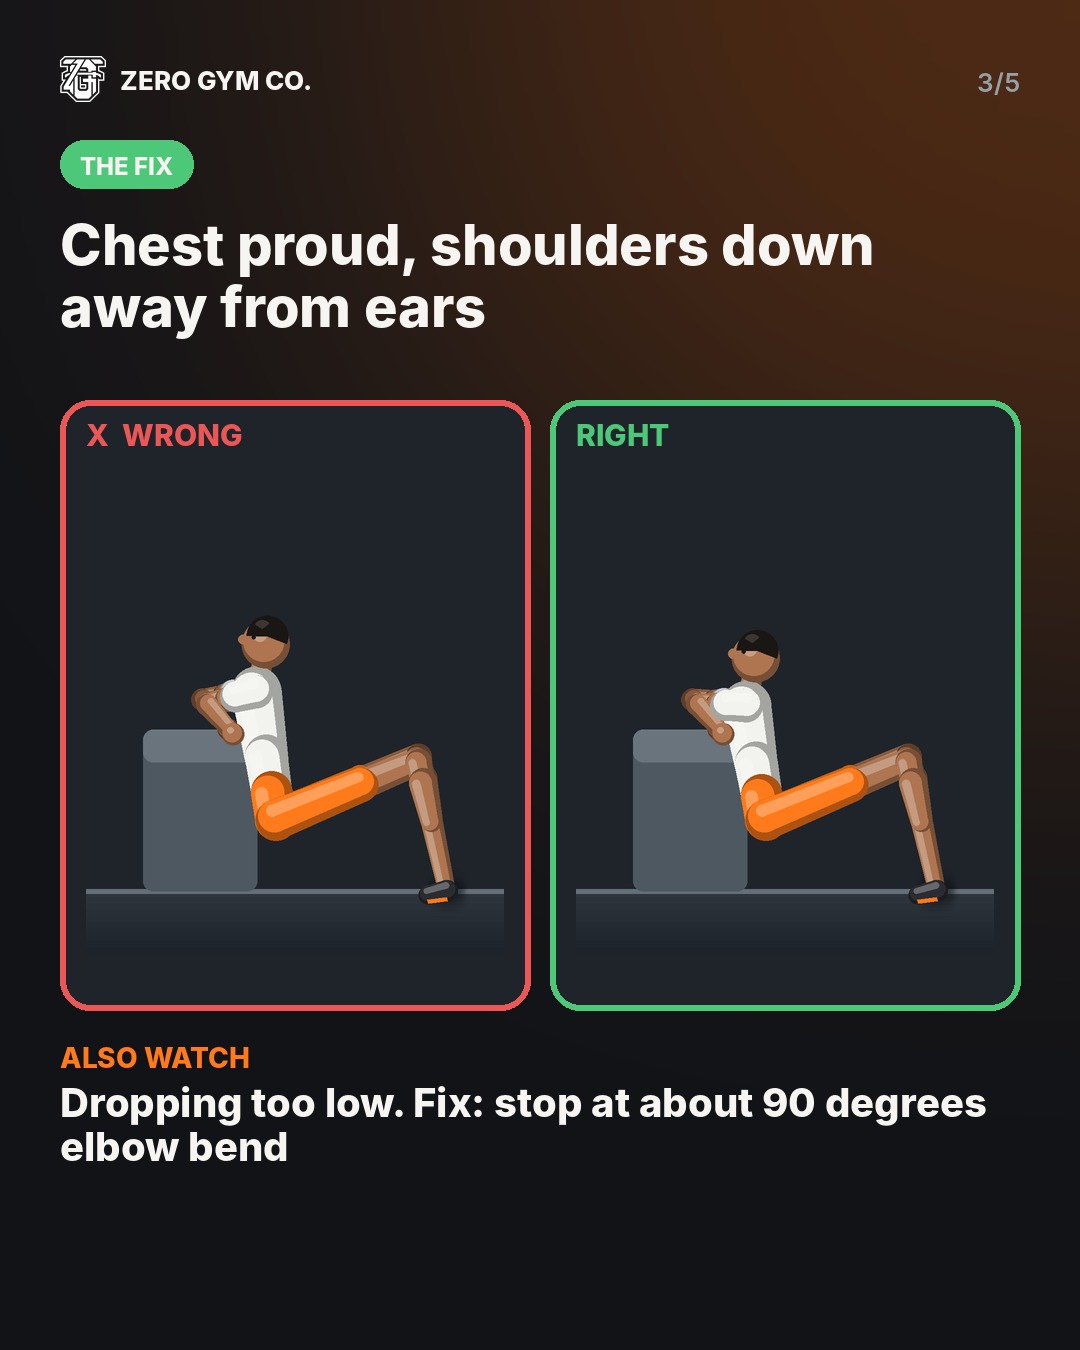 ZERO GYM CO.
3/5
THE FIX
Chest proud, shoulders down
away from ears
X WRONG
RIGHT
ALSO WATCH
Dropping too low. Fix: stop at about 90 degrees
elbow bend